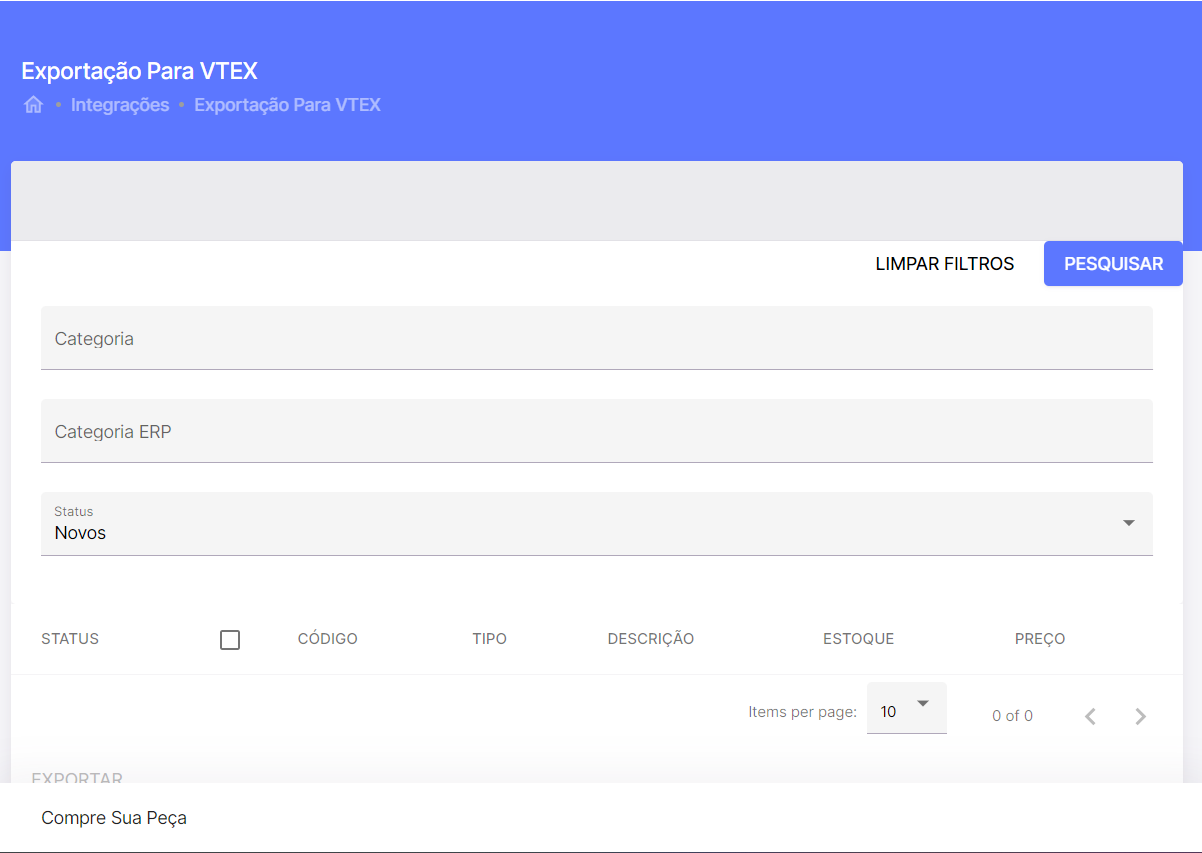 Exportação Para VTEX
• Integrações • Exportação Para VTEX
LIMPAR FILTROS PESQUISAR
Categoria
Categoria ERP
Status
Novos
STATUS CÓDIGO TIPO DESCRIÇÃO ESTOQUE PREÇO
Items per page: 10 0 of 0
EXPORTAR
Compre Sua Peça